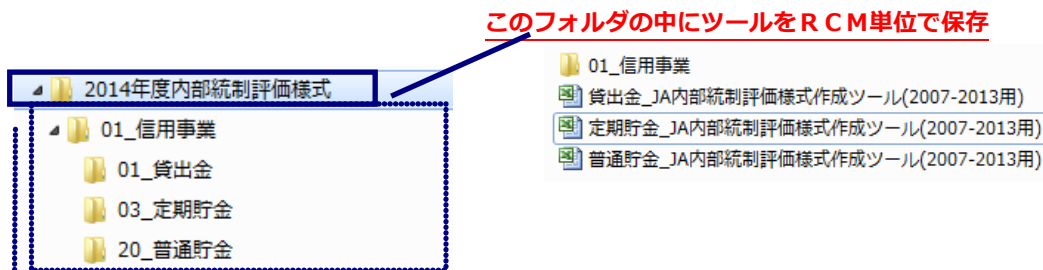 このフォルダの中にツールをRCM単位で保存
2014年度内部統制評価様式
01_信用事業
01_貸出金
03_定期貯金
20_普通貯金
01_信用事業
貸出金_JA内部統制評価様式作成ツール(2007-2013用)
定期貯金_JA内部統制評価様式作成ツール(2007-2013用)
普通貯金_JA内部統制評価様式作成ツール(2007-2013用)